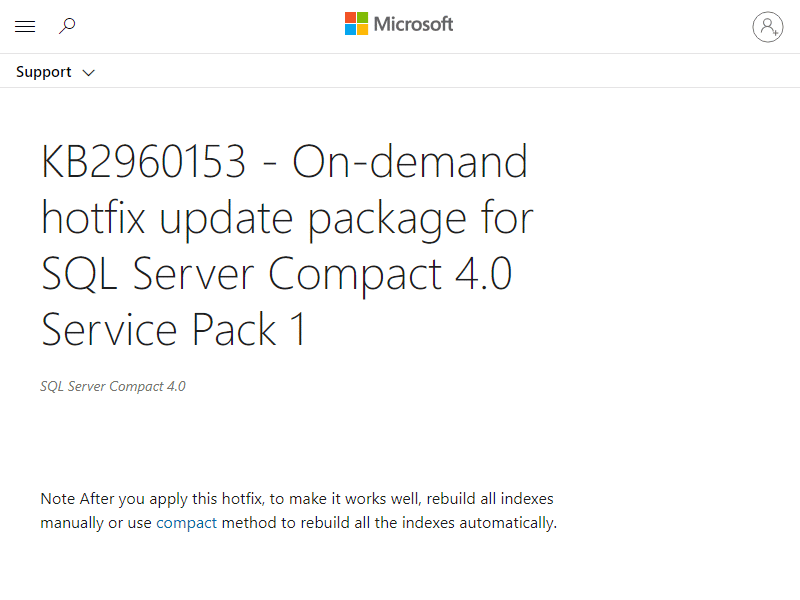 Microsoft
Support
KB2960153 - On-demand
hotfix update package for
SQL Server Compact 4.0
Service Pack 1
SQL Server Compact 4.0
Note After you apply this hotfix, to make it works well, rebuild all indexes
manually or use compact method to rebuild all the indexes automatically.